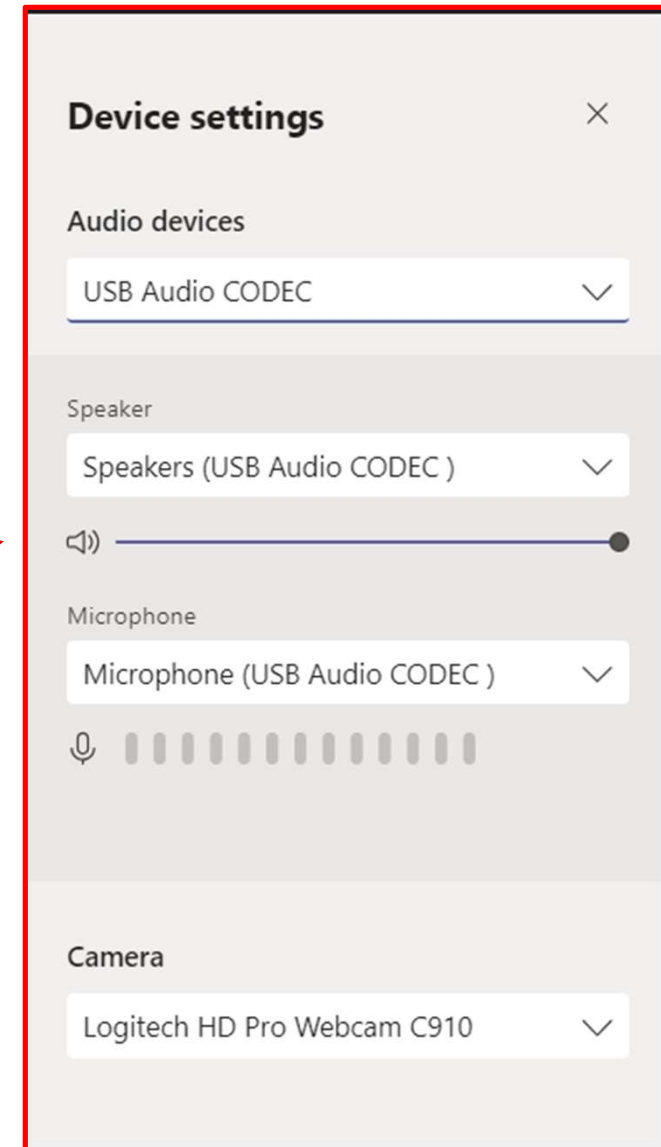 Device settings
Audio devices
USB Audio CODEC
Speaker
Speakers (USB Audio CODEC )
Microphone
Microphone (USB Audio CODEC )
Camera
Logitech HD Pro Webcam C910